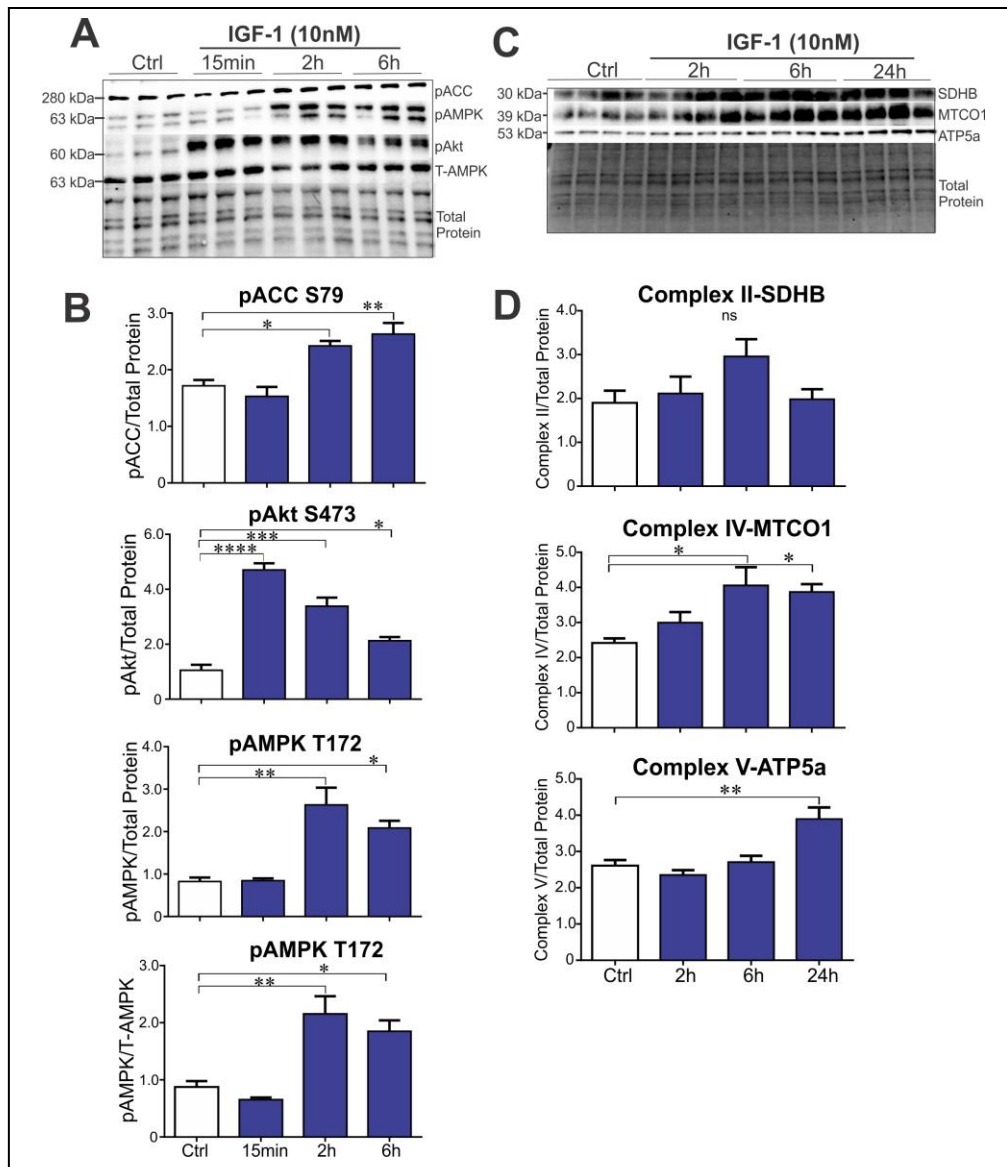 A
IGF-1 (10nM)
Ctrl 15min 2h 6h
280 kDa
63 kDa
60 kDa
63 kDa
pACC
pAMPK
pAkt
T-AMPK
Total
Protein
C
IGF-1 (10nM)
Ctrl 2h 6h 24h
30 kDa
39 kDa
53 kDa
SDHB
MTCO1
ATP5a
Total
Protein
B
pACC S79
pACC/Total Protein
3.0
2.0
1.0
0
*
**
pAkt S473
pAkt/Total Protein
6.0
4.0
2.0
0
*
***
****
pAMPK T172
pAMPK/Total Protein
4.0
3.0
2.0
1.0
0
*
**
pAMPK T172
pAMPK/T-AMPK
3.0
2.0
1.0
0
*
**
Ctrl 15min 2h 6h
D
Complex II-SDHB
ns
Complex II/Total Protein
4.0
3.0
2.0
1.0
0
Complex IV-MTCO1
Complex IV/Total Protein
5.0
4.0
3.0
2.0
1.0
0
*
*
Complex V-ATP5a
Complex V/Total Protein
5.0
4.0
3.0
2.0
1.0
0
**
Ctrl 2h 6h 24h